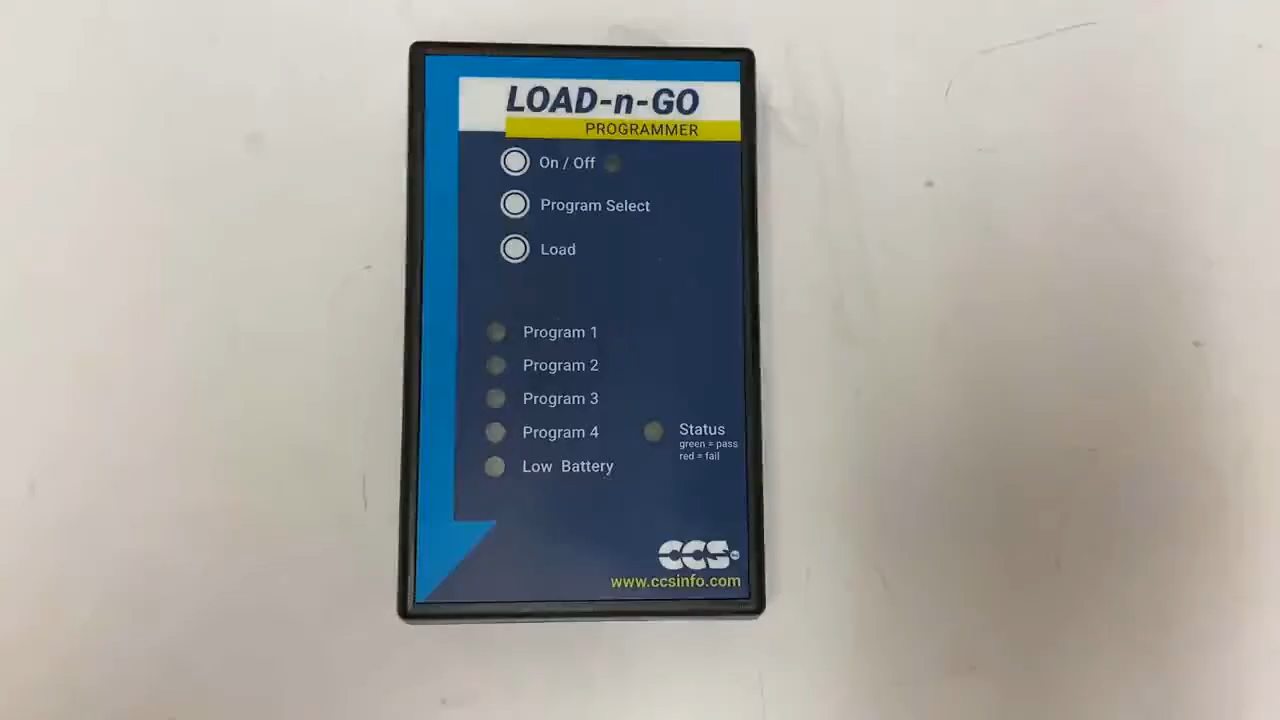 LOAD-n-GO
PROGRAMMER
On / Off
Program Select
Load
Program 1
Program 2
Program 3
Program 4
Status
green = pass
red = fail
Low Battery
CCS
www.ccsinfo.com